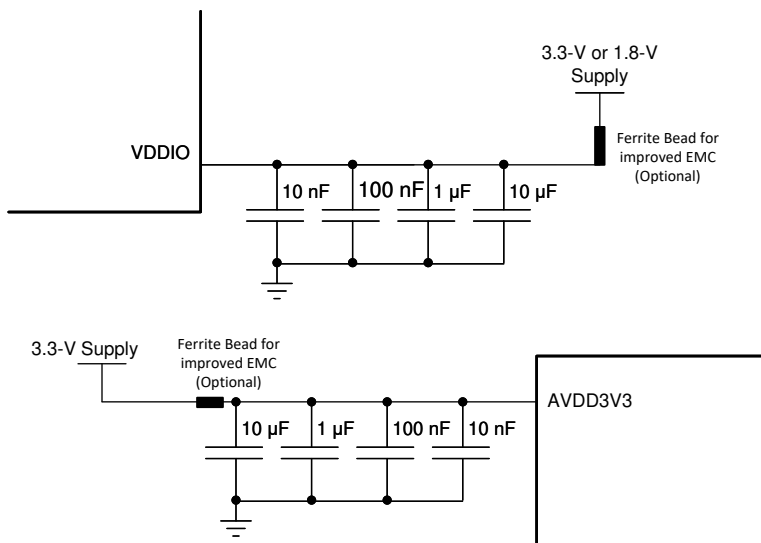 3.3-V or 1.8-V
Supply
VDDIO
Ferrite Bead for
improved EMC
(Optional)
10 nF
100 nF
1 µF
10 µF
3.3-V Supply
Ferrite Bead for
improved EMC
(Optional)
AVDD3V3
10 µF
1 µF
100 nF
10 nF